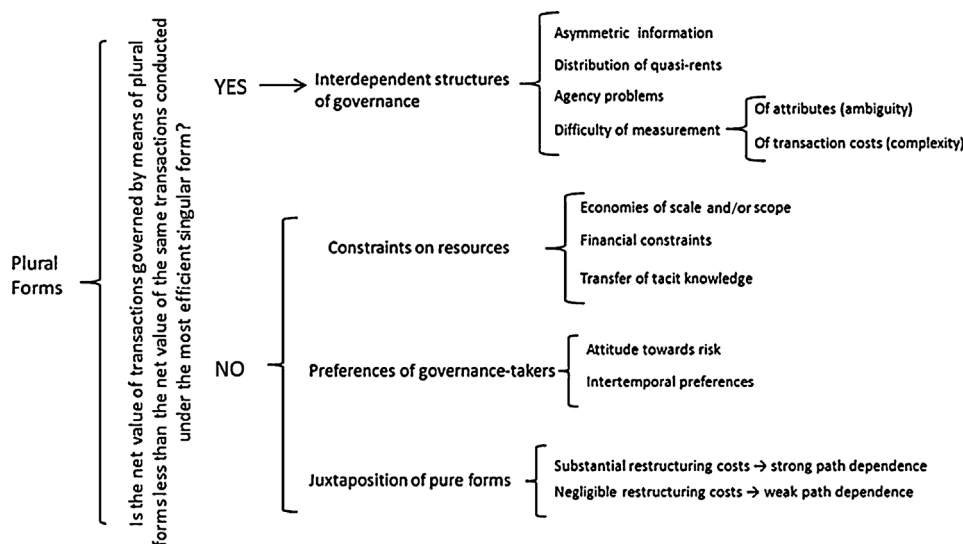 Plural
Forms
Is the net value of transactions governed by means of plural
forms less than the net value of the same transactions conducted
under the most efficient singular form?
YES →
Interdependent structures
of governance
Asymmetric information
Distribution of quasi-rents
Agency problems
Difficulty of measurement
Of attributes (ambiguity)
Of transaction costs (complexity)
NO
Constraints on resources
Economies of scale and/or scope
Financial constraints
Transfer of tacit knowledge
Preferences of governance-takers
Attitude towards risk
Intertemporal preferences
Juxtaposition of pure forms
Substantial restructuring costs → strong path dependence
Negligible restructuring costs → weak path dependence